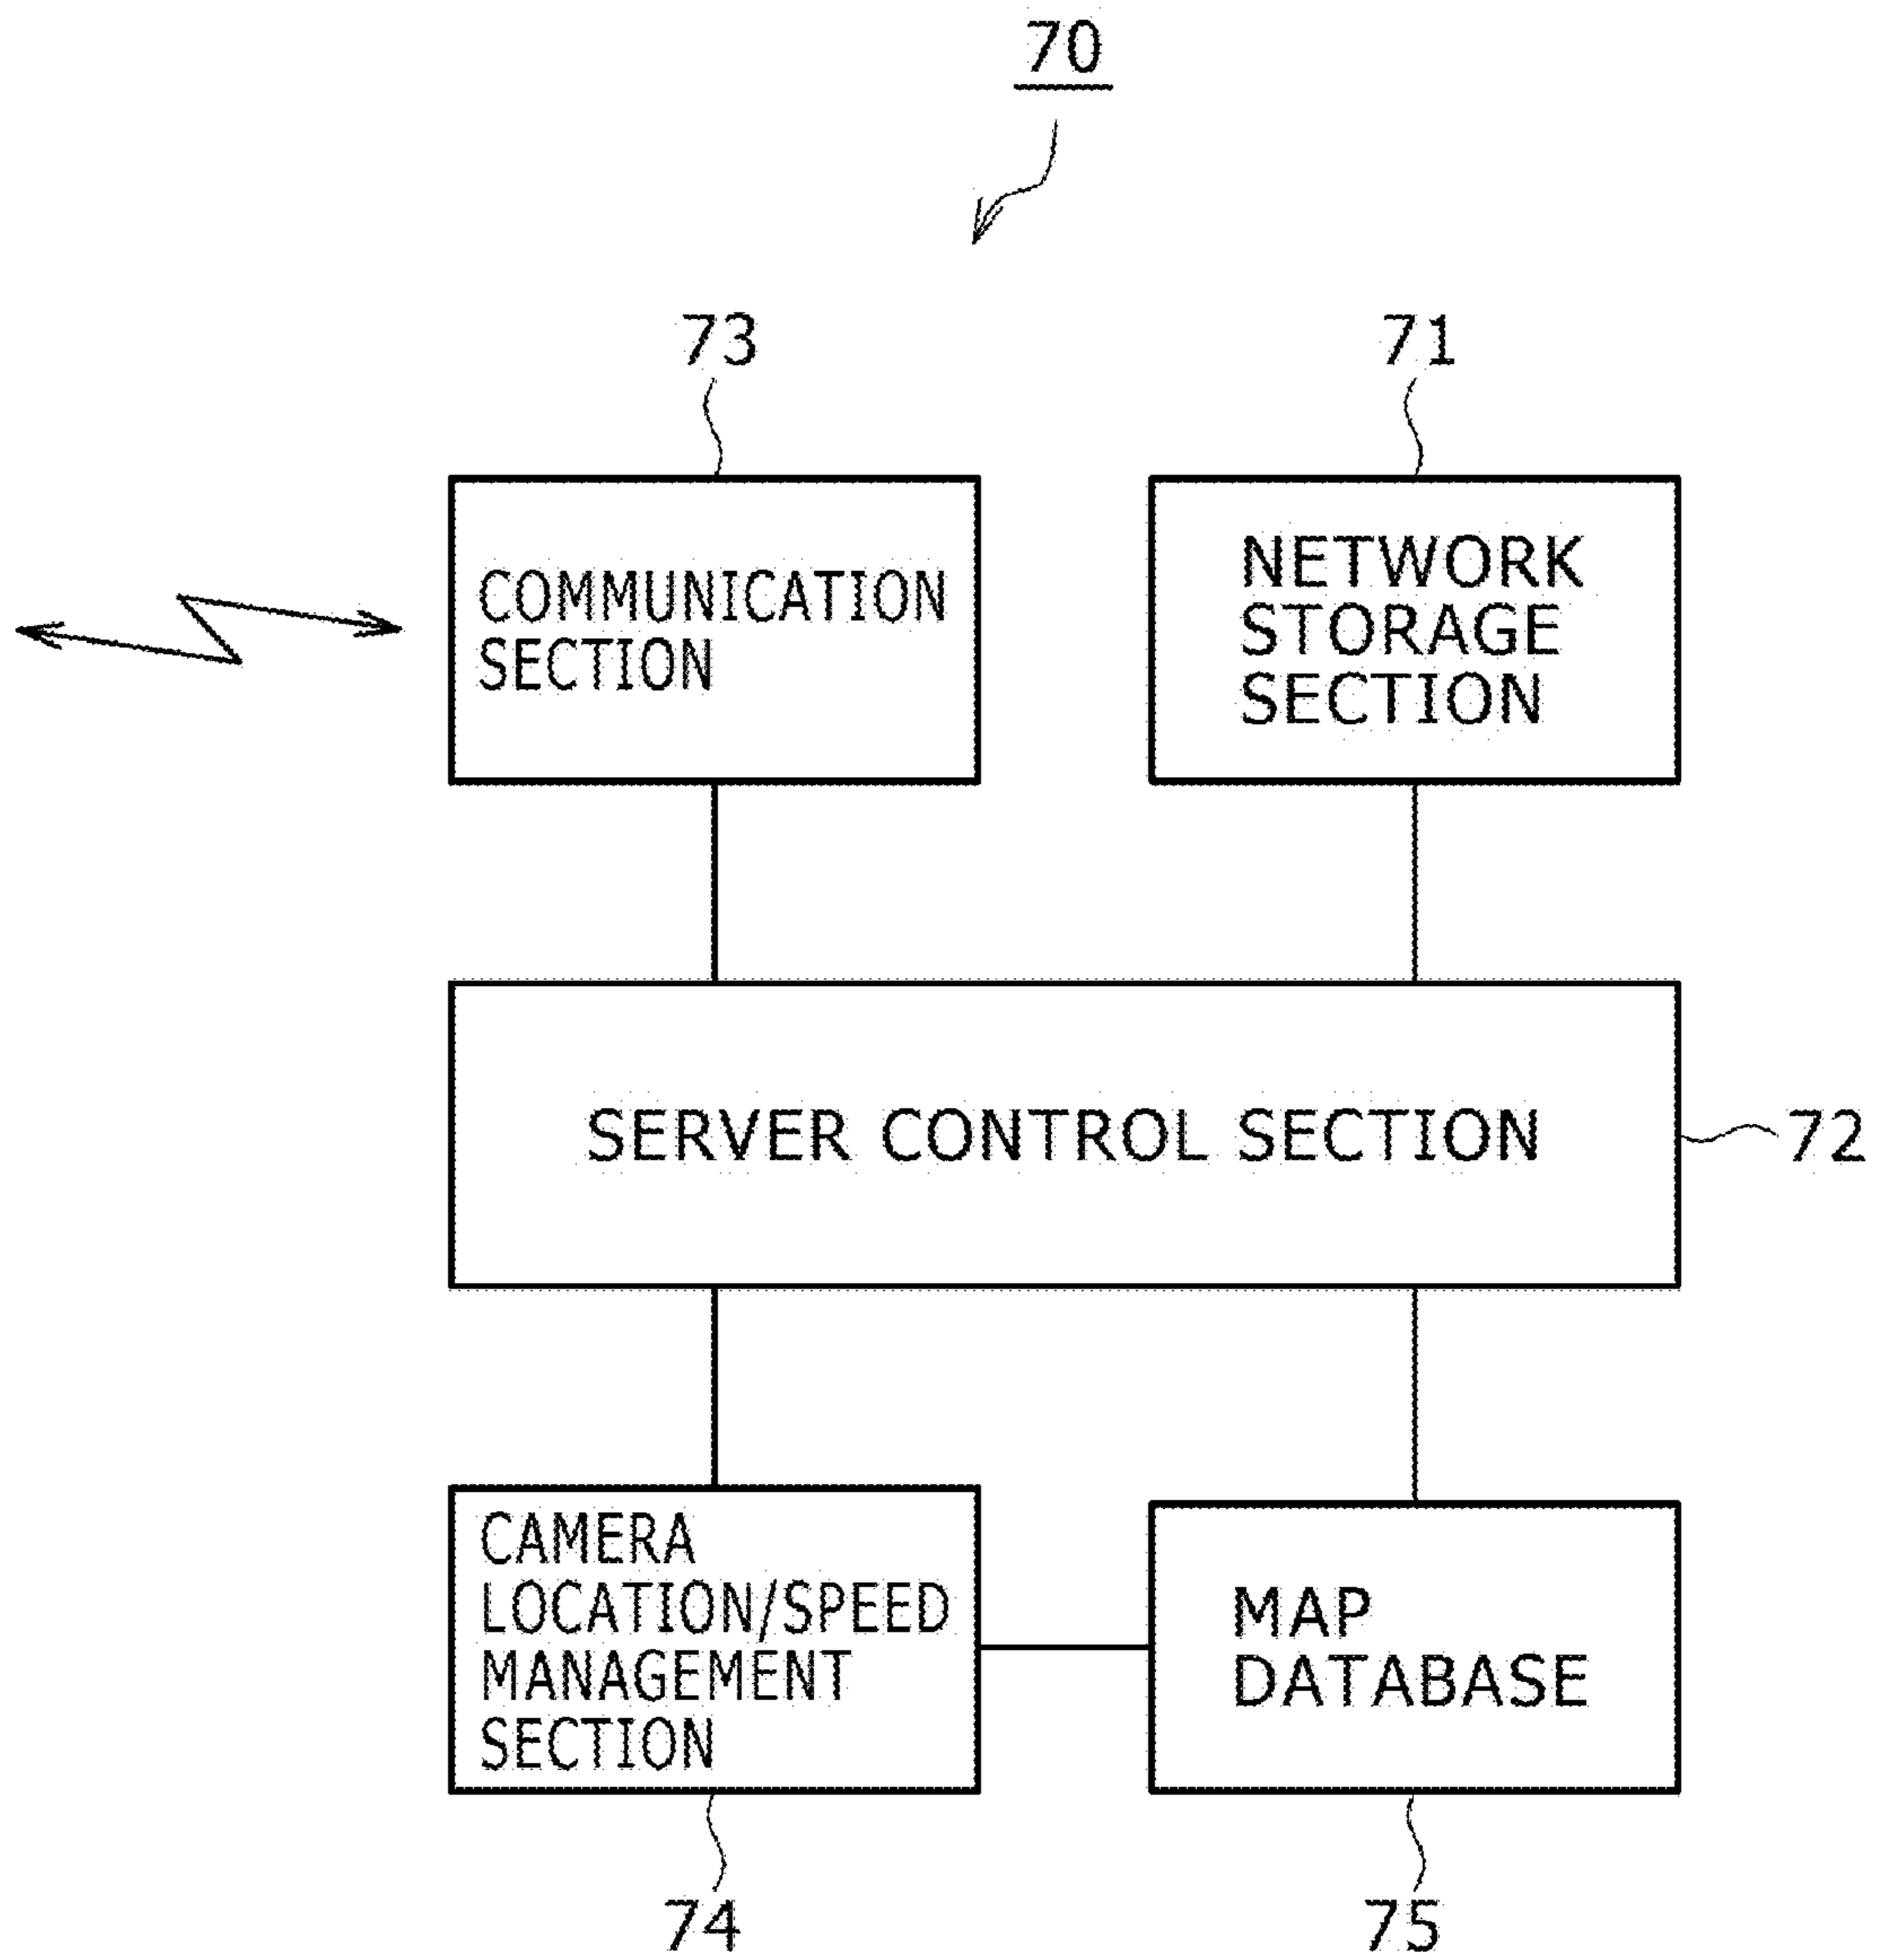 70
73
71
COMMUNICATION
SECTION
NETWORK
STORAGE
SECTION
SERVER CONTROL SECTION
72
CAMERA
LOCATION/SPEED
MANAGEMENT
SECTION
MAP
DATABASE
74
75